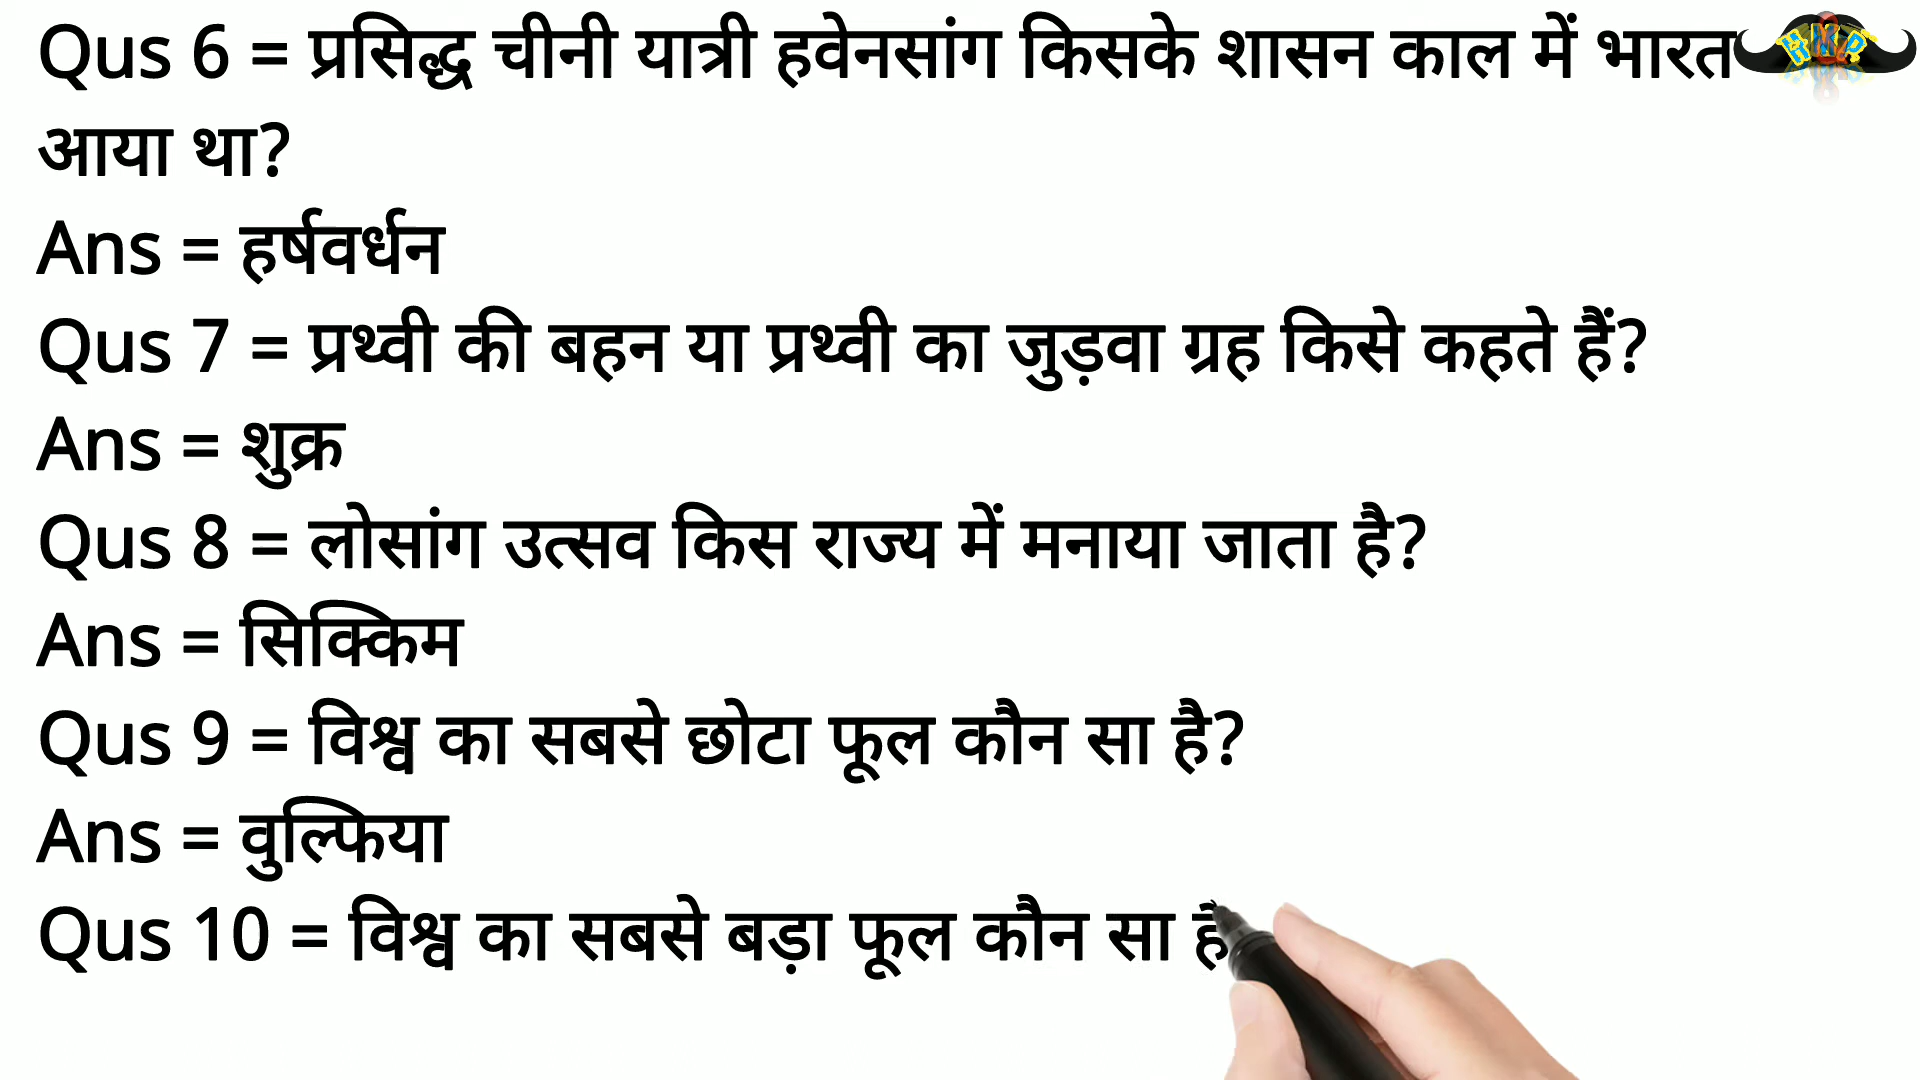 Qus 6 = प्रसिद्ध चीनी यात्री हवेनसांग किसके शासन काल में भारत
आया था?
Ans = हर्षवर्धन
Qus 7 = प्रथ्वी की बहन या प्रथ्वी का जुड़वा ग्रह किसे कहते हैं?
Ans = शुक्र
Qus 8 = लोसांग उत्सव किस राज्य में मनाया जाता है?
Ans = सिक्किम
Qus 9 = विश्व का सबसे छोटा फूल कौन सा है?
Ans = वुल्फिया
Qus 10 = विश्व का सबसे बड़ा फूल कौन सा है